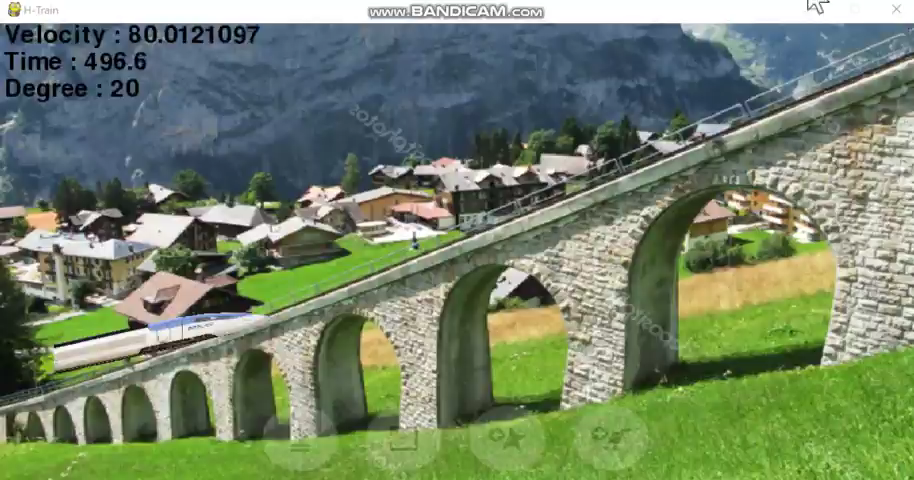 H-Train
www.BANDICAM.com
Velocity : 80.0121097
Time : 496.6
Degree : 20